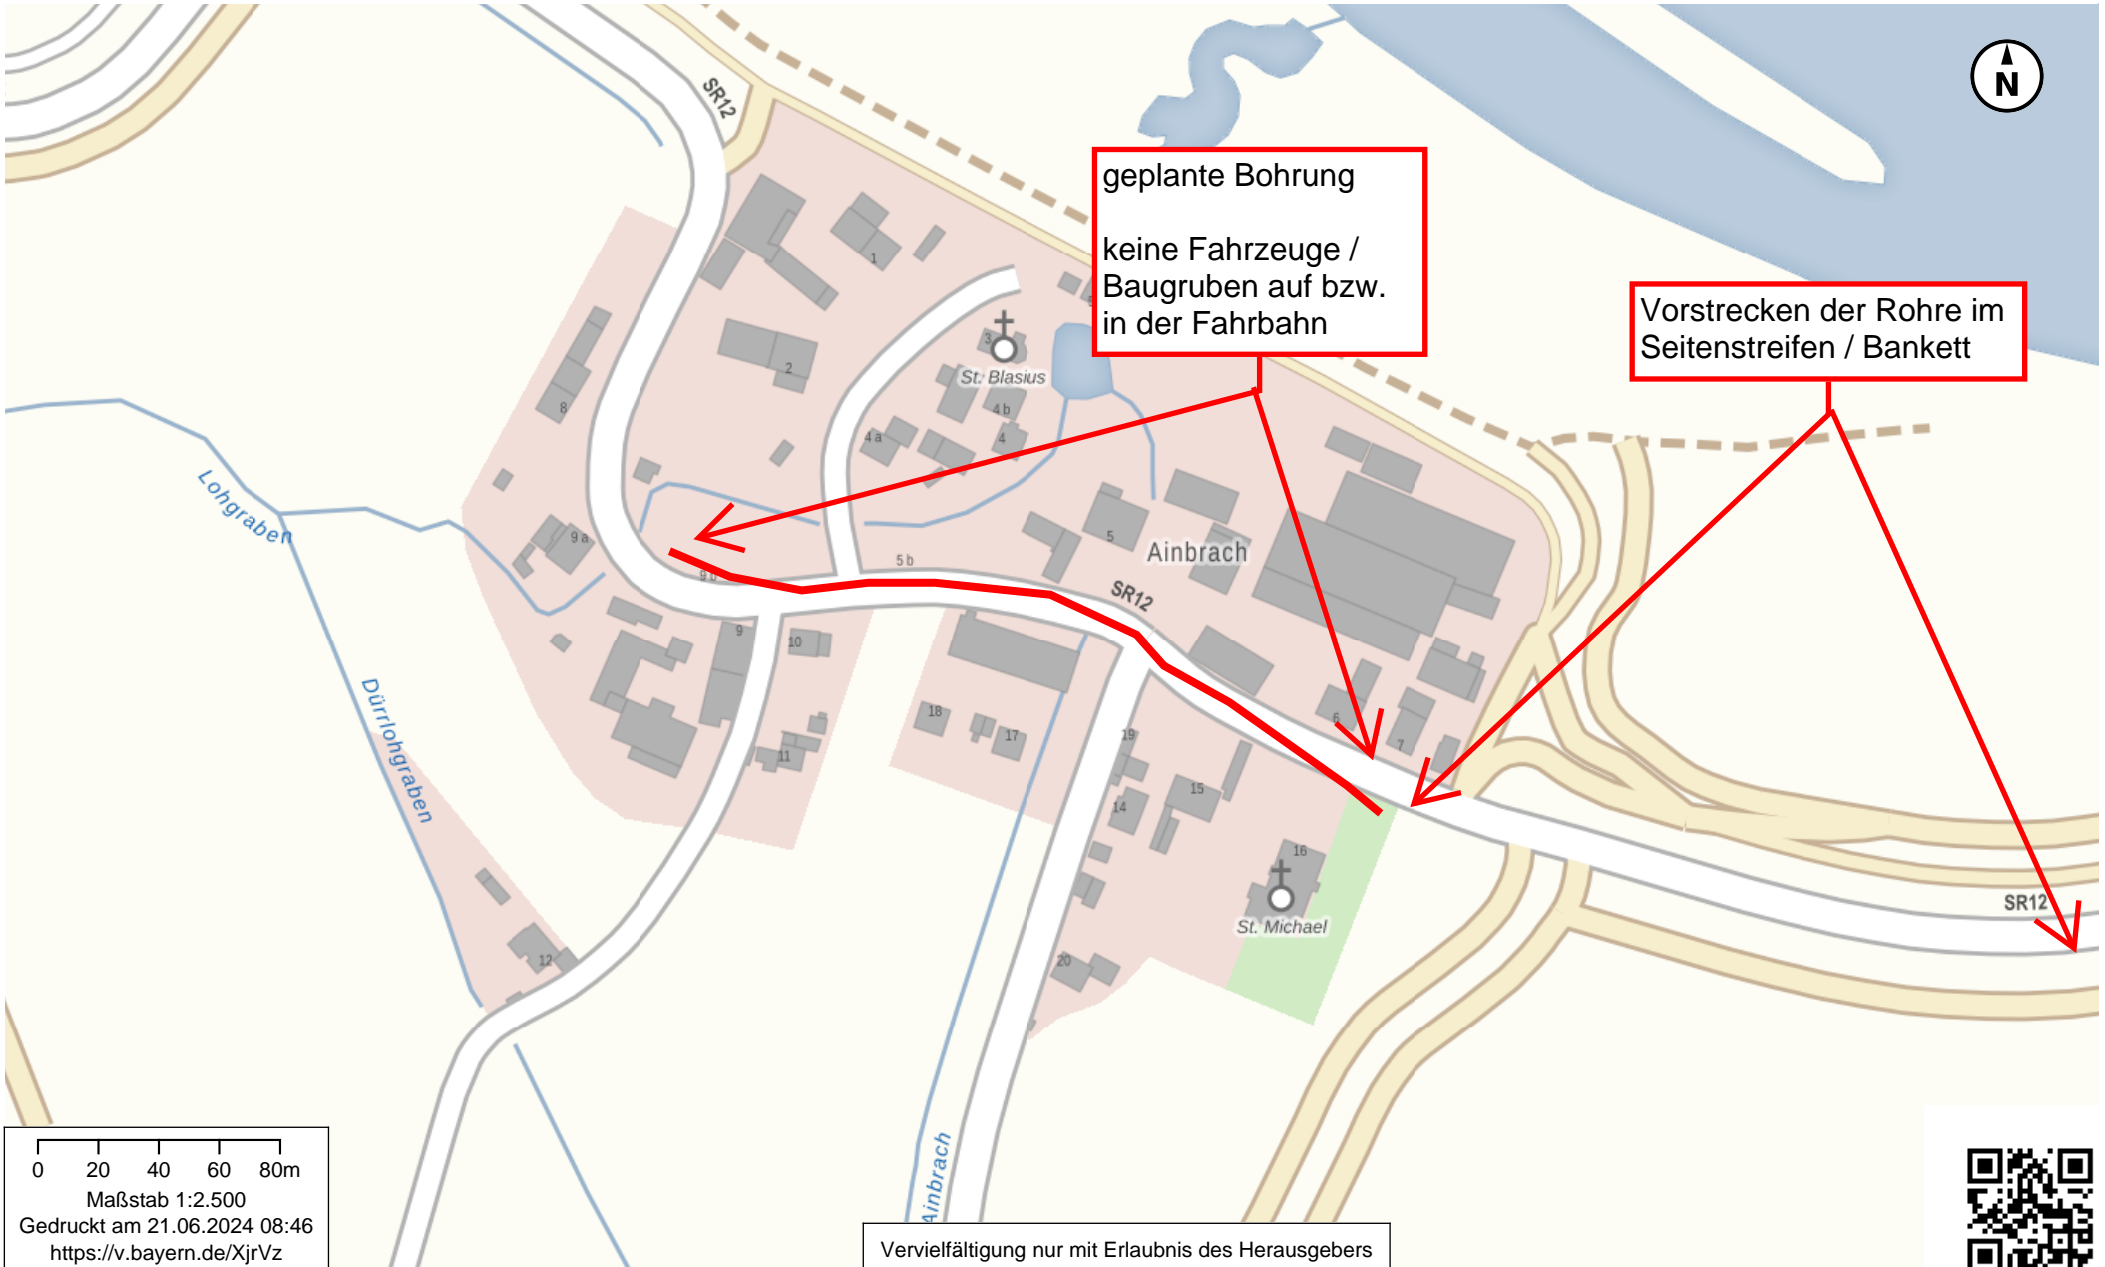 SR12
N
geplante Bohrung
keine Fahrzeuge /
Baugruben auf bzw.
in der Fahrbahn
Vorstrecken der Rohre im
Seitenstreifen / Bankett
1
2
3
St. Blasius
4 b
4 a
4
8
Lohgraben
9 a
5
Ainbrach
5 b
SR12
9
10
6
7
18
17
19
11
15
14
Dürrlohgraben
16
St. Michael
SR12
12
20
Ainbrach
0 20 40 60 80m
Maßstab 1:2.500
Gedruckt am 21.06.2024 08:46
https://v.bayern.de/XjrVz
Vervielfältigung nur mit Erlaubnis des Herausgebers